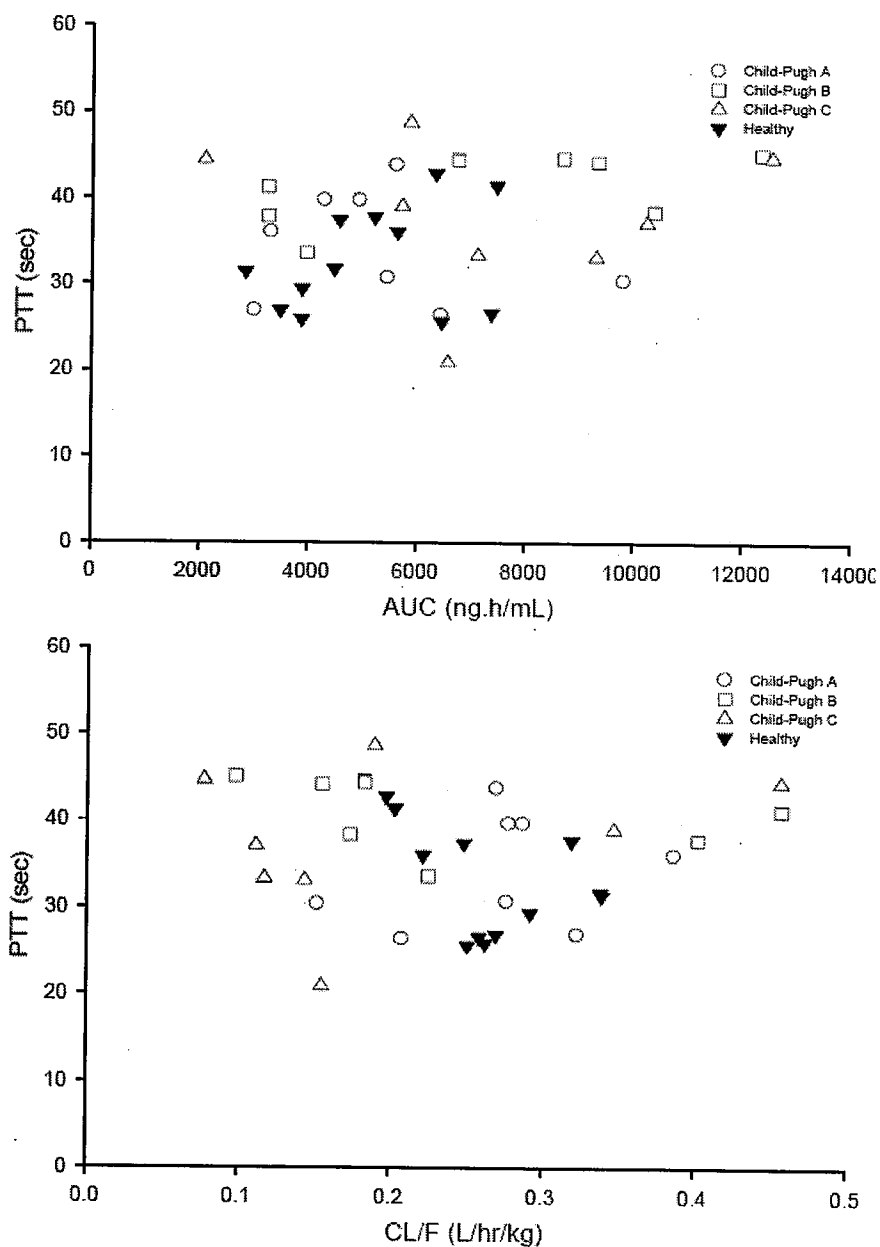 60
Child-Pugh A
Child-Pugh B
Child-Pugh C
Healthy
50
40
30
20
10
0
PTT (sec)
0 2000 4000 6000 8000 10000 12000 14000
AUC (ng.h/mL)
60
Child-Pugh A
Child-Pugh B
Child-Pugh C
Healthy
50
40
30
20
10
0
PTT (sec)
0.0 0.1 0.2 0.3 0.4 0.5
CL/F (L/hr/kg)